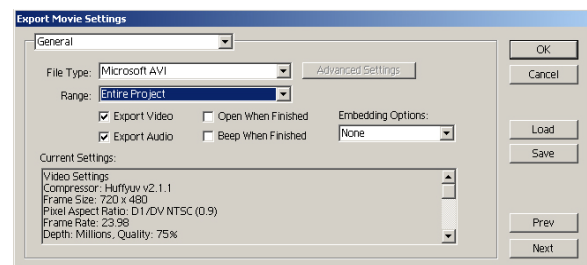 Export Movie Settings
General
OK
File Type: Microsoft AVI Advanced Settings
Cancel
Range: Entire Project
Export Video Open When Finished Embedding Options:
Export Audio Beep When Finished None
Load
Current Settings:
Save
Video Settings
Compressor: Huffyuv v2.1.1
Frame Size: 720 x 480
Pixel Aspect Ratio: D1/DV NTSC (0.9)
Frame Rate: 23.98
Depth: Millions, Quality: 75%
Prev
Next